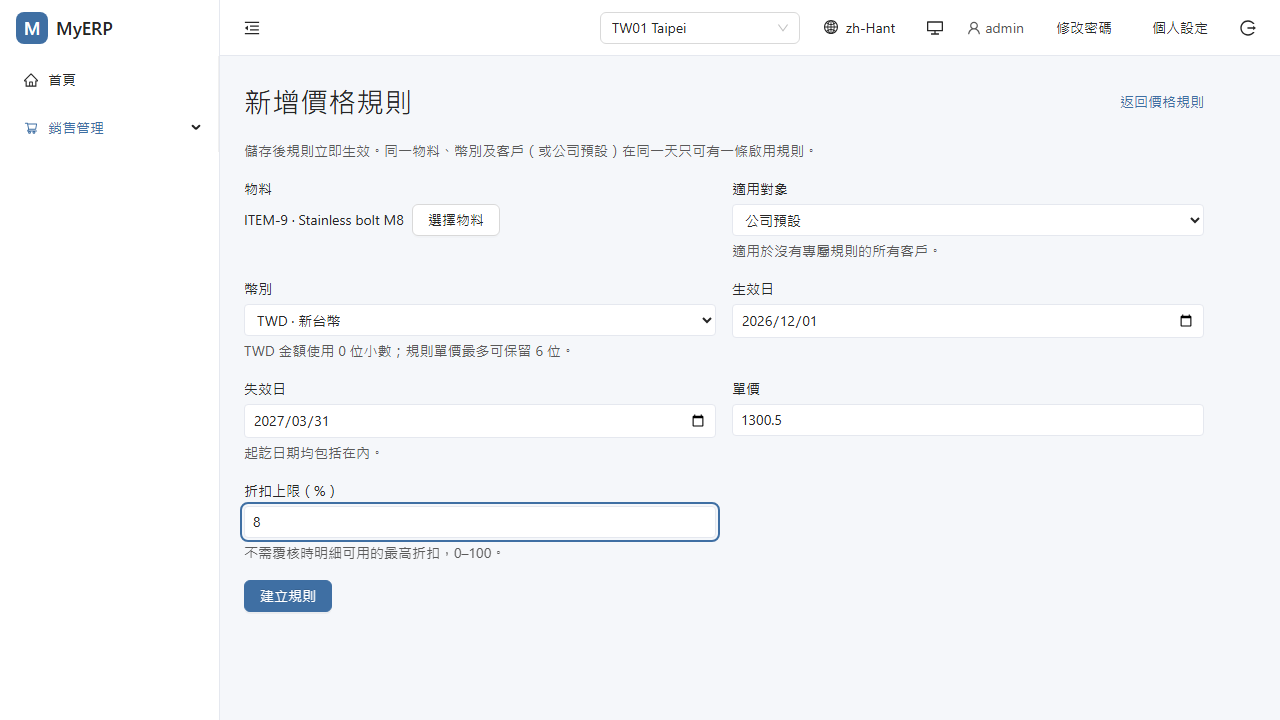 M MyERP
TW01 Taipei
zh-Hant
admin
修改密碼
個人設定
首頁
銷售管理
新增價格規則
返回價格規則
儲存後規則立即生效。同一物料、幣別及客戶（或公司預設）在同一天只可有一條啟用規則。
物料
ITEM-9 · Stainless bolt M8
選擇物料
適用對象
公司預設
適用於沒有專屬規則的所有客戶。
幣別
TWD · 新台幣
TWD 金額使用 0 位小數；規則單價最多可保留 6 位。
生效日
2026/12/01
失效日
2027/03/31
起訖日期均包括在內。
單價
1300.5
折扣上限（%）
8
不需覆核時明細可用的最高折扣，0–100。
建立規則